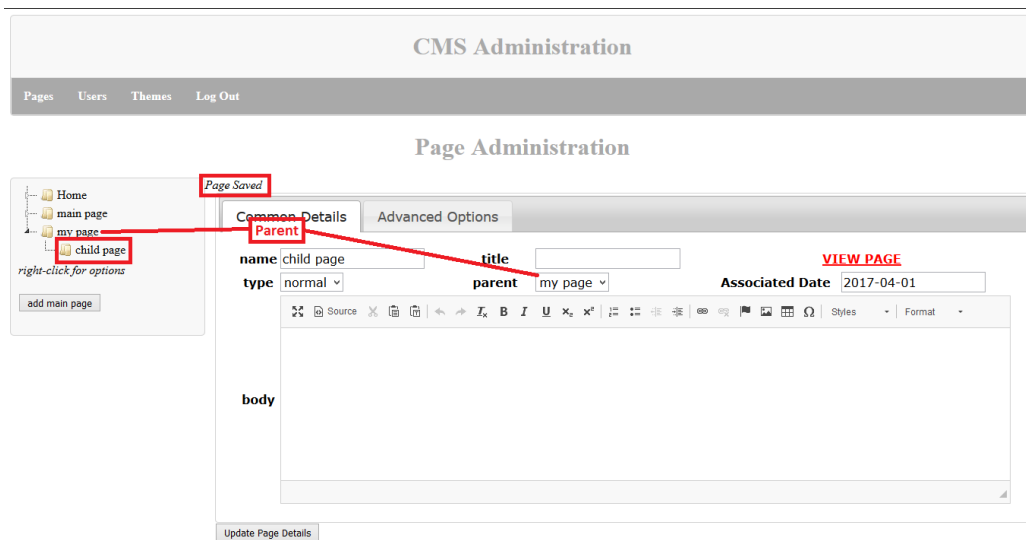 CMS Administration
Pages Users Themes Log Out
Page Administration
Page Saved
Home
main page
my page
child page
right-click for options
add main page
Common Details Advanced Options
Parent
name child page title VIEW PAGE
type normal parent my page Associated Date 2017-04-01
Source I B I U x x Styles Format
body
Update Page Details